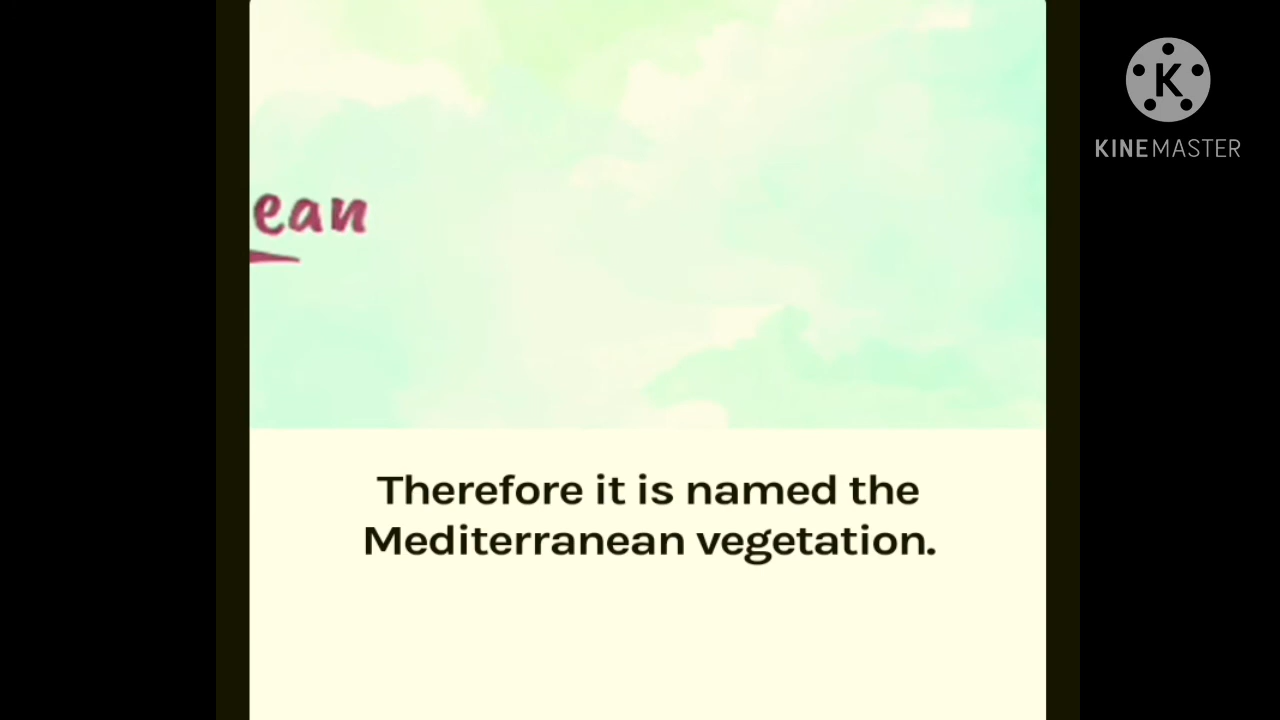 ean
Therefore it is named the
Mediterranean vegetation.
K
KINEMASTER